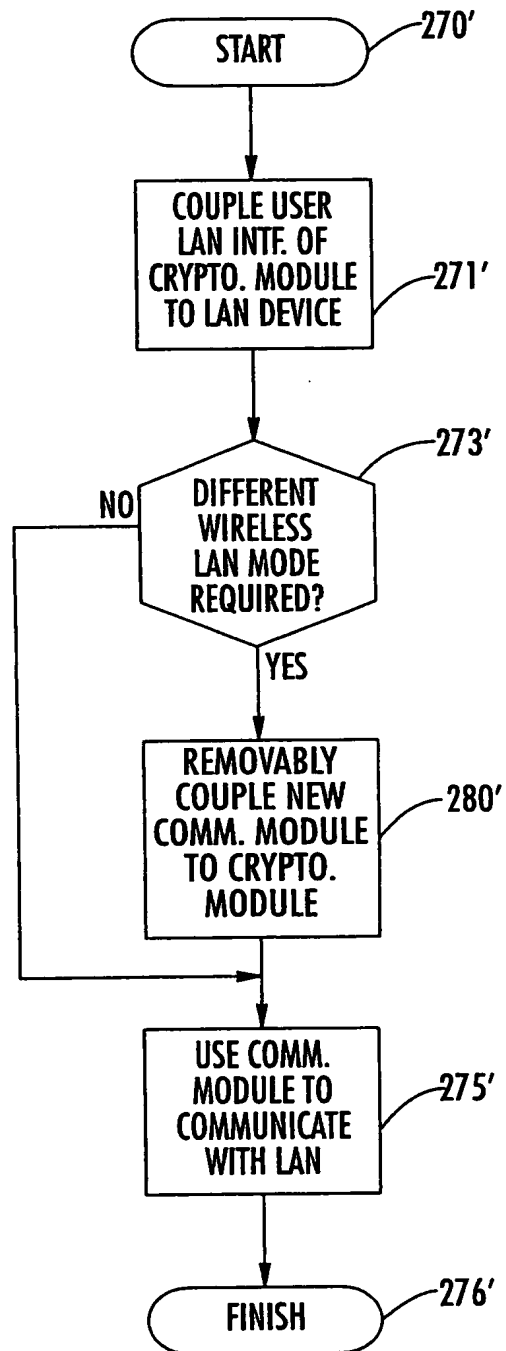 START
270'
COUPLE USER
LAN INTF. OF
CRYPTO. MODULE
TO LAN DEVICE
271'
273'
DIFFERENT
WIRELESS
LAN MODE
REQUIRED?
NO
YES
REMOVABLY
COUPLE NEW
COMM. MODULE
TO CRYPTO.
MODULE
280'
USE COMM.
MODULE TO
COMMUNICATE
WITH LAN
275'
FINISH
276'